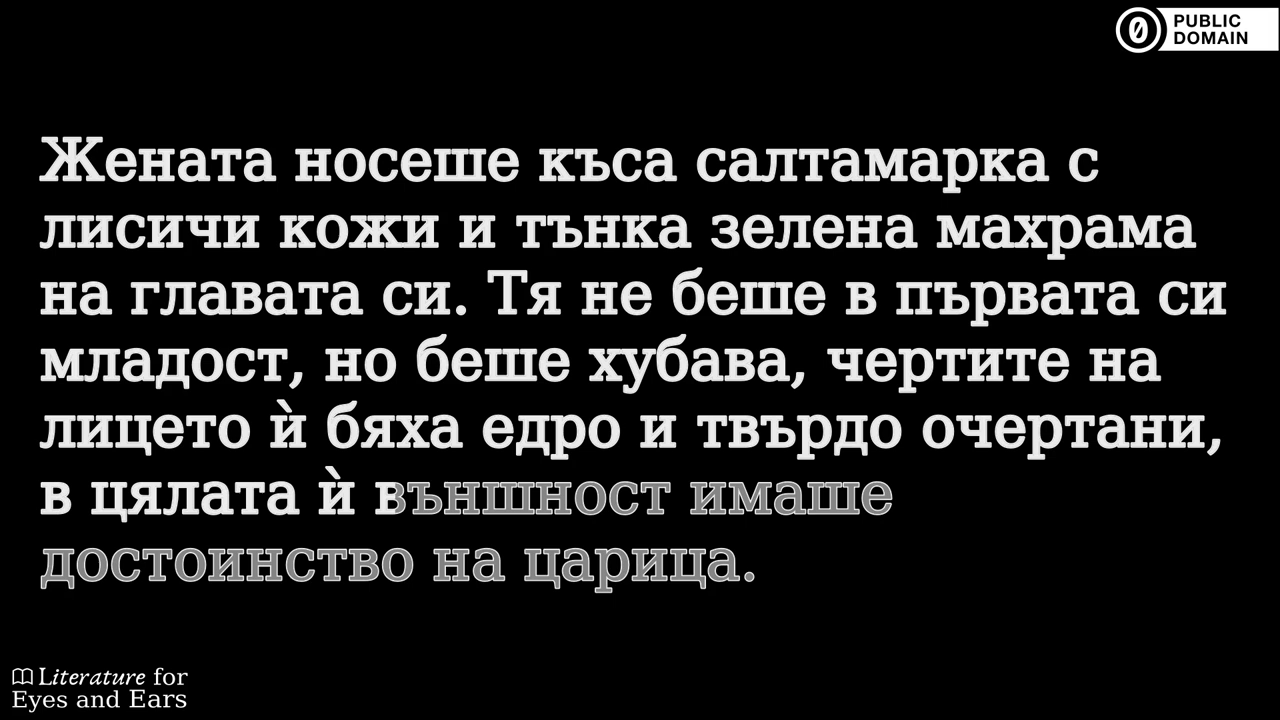 PUBLIC
DOMAIN
Жената носеше къса салтамарка с
лисичи кожи и тънка зелена махрама
на главата си. Тя не беше в първата си
младост, но беше хубава, чертите на
лицето ѝ бяха едро и твърдо очертани,
в цялата ѝ външност имаше
достоинство на царица.
Literature for
Eyes and Ears